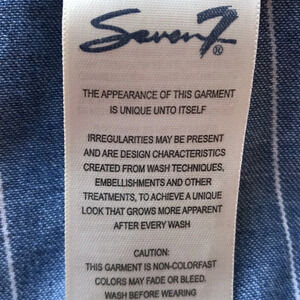 Seven7®
THE APPEARANCE OF THIS GARMENT
IS UNIQUE UNTO ITSELF
IRREGULARITIES MAY BE PRESENT
AND ARE DESIGN CHARACTERISTICS
CREATED FROM WASH TECHNIQUES,
EMBELLISHMENTS AND OTHER
TREATMENTS, TO ACHIEVE A UNIQUE
LOOK THAT GROWS MORE APPARENT
AFTER EVERY WASH
CAUTION:
THIS GARMENT IS NON-COLORFAST
COLORS MAY FADE OR BLEED.
WASH BEFORE WEARING